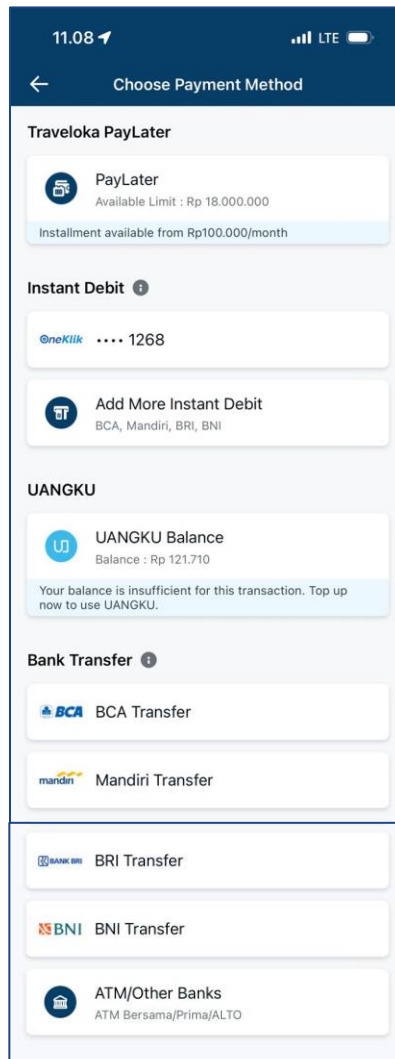 11.08 LTE
Choose Payment Method
Traveloka PayLater
PayLater
Available Limit : Rp 18.000.000
Installment available from Rp100.000/month
Instant Debit
OneKlik •••• 1268
Add More Instant Debit
BCA, Mandiri, BRI, BNI
UANGKU
UANGKU Balance
Balance : Rp 121.710
Your balance is insufficient for this transaction. Top up
now to use UANGKU.
Bank Transfer
BCA BCA Transfer
mandiri Mandiri Transfer
BANK BRI BRI Transfer
BNI BNI Transfer
ATM/Other Banks
ATM Bersama/Prima/ALTO